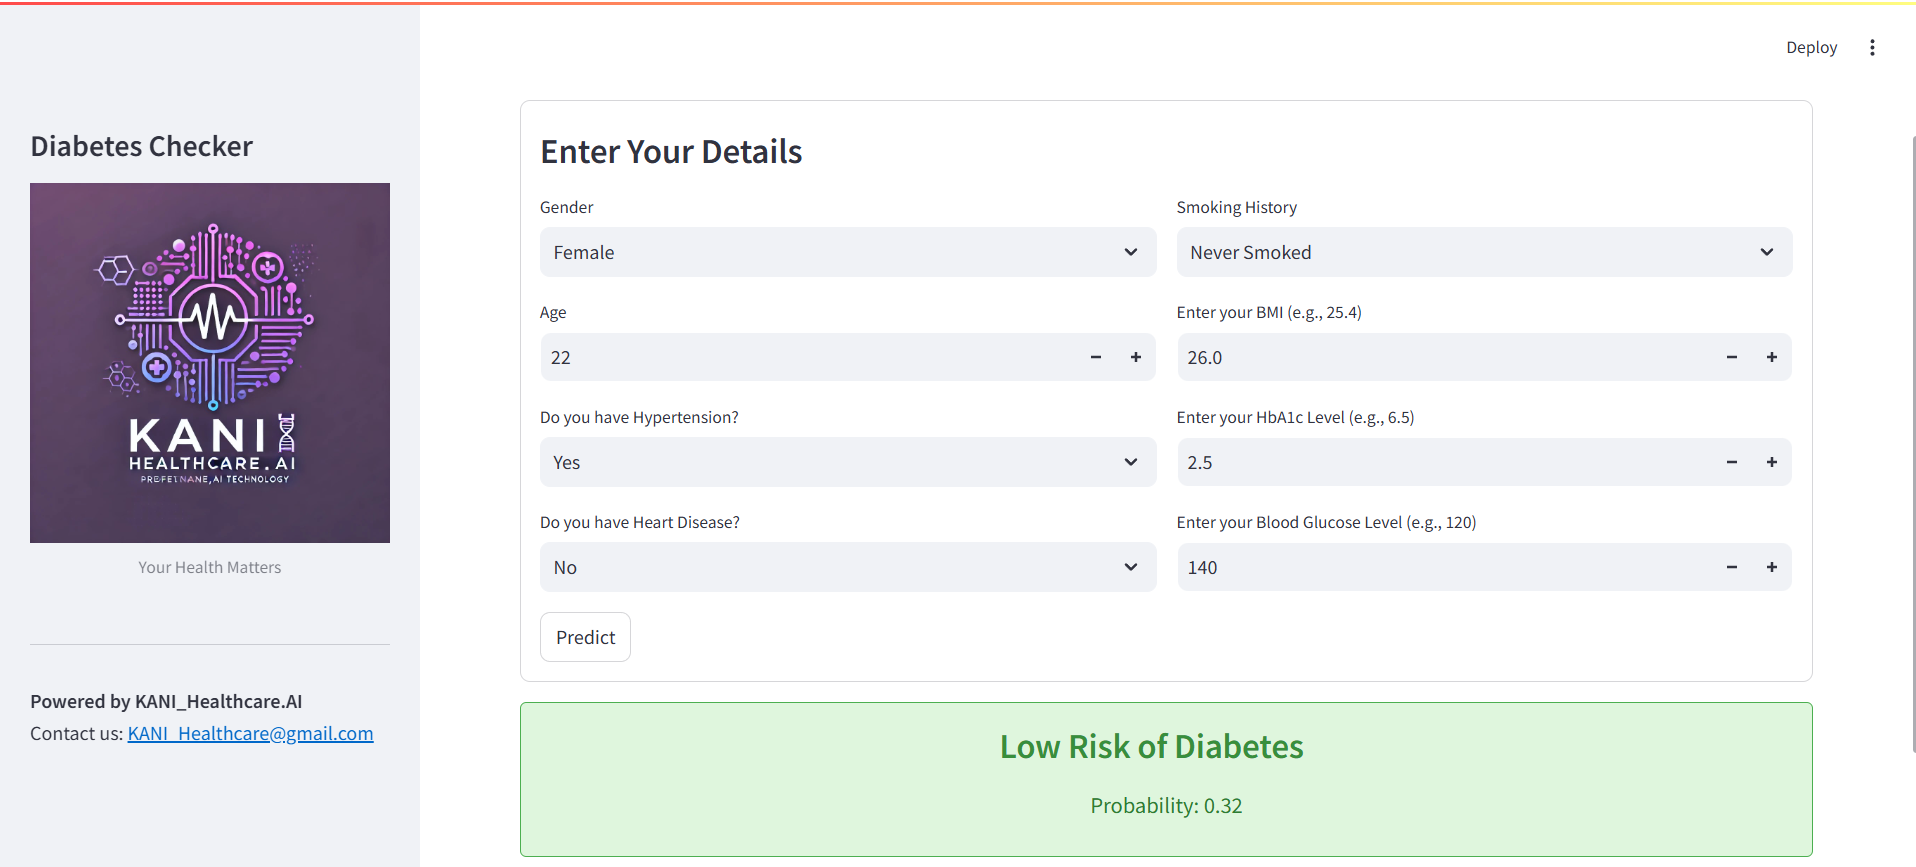 Deploy
Diabetes Checker
KANI
HEALTHCARE.AI
AI TECHNOLOGY
Your Health Matters
Powered by KANI_Healthcare.AI
Contact us: KANI_Healthcare@gmail.com
Enter Your Details
Gender
Female
Smoking History
Never Smoked
Age
22
Enter your BMI (e.g., 25.4)
26.0
Do you have Hypertension?
Yes
Enter your HbA1c Level (e.g., 6.5)
2.5
Do you have Heart Disease?
No
Enter your Blood Glucose Level (e.g., 120)
140
Predict
Low Risk of Diabetes
Probability: 0.32